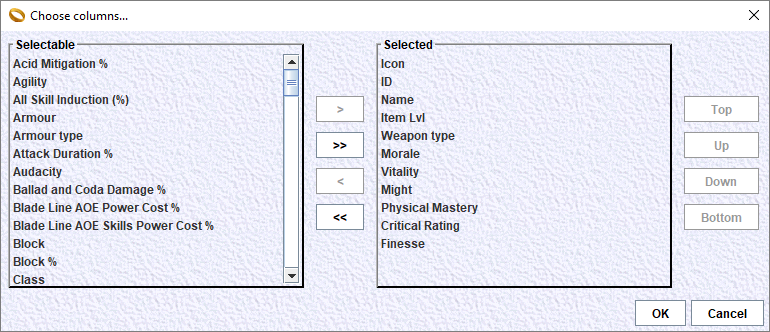 Choose columns...
Selectable
Acid Mitigation %
Agility
All Skill Induction (%)
Armour
Armour type
Attack Duration %
Audacity
Ballad and Coda Damage %
Blade Line AOE Power Cost %
Blade Line AOE Skills Power Cost %
Block
Block %
Class
>
>>
<
<<
Selected
Icon
ID
Name
Item Lvl
Weapon type
Morale
Vitality
Might
Physical Mastery
Critical Rating
Finesse
Top
Up
Down
Bottom
OK
Cancel